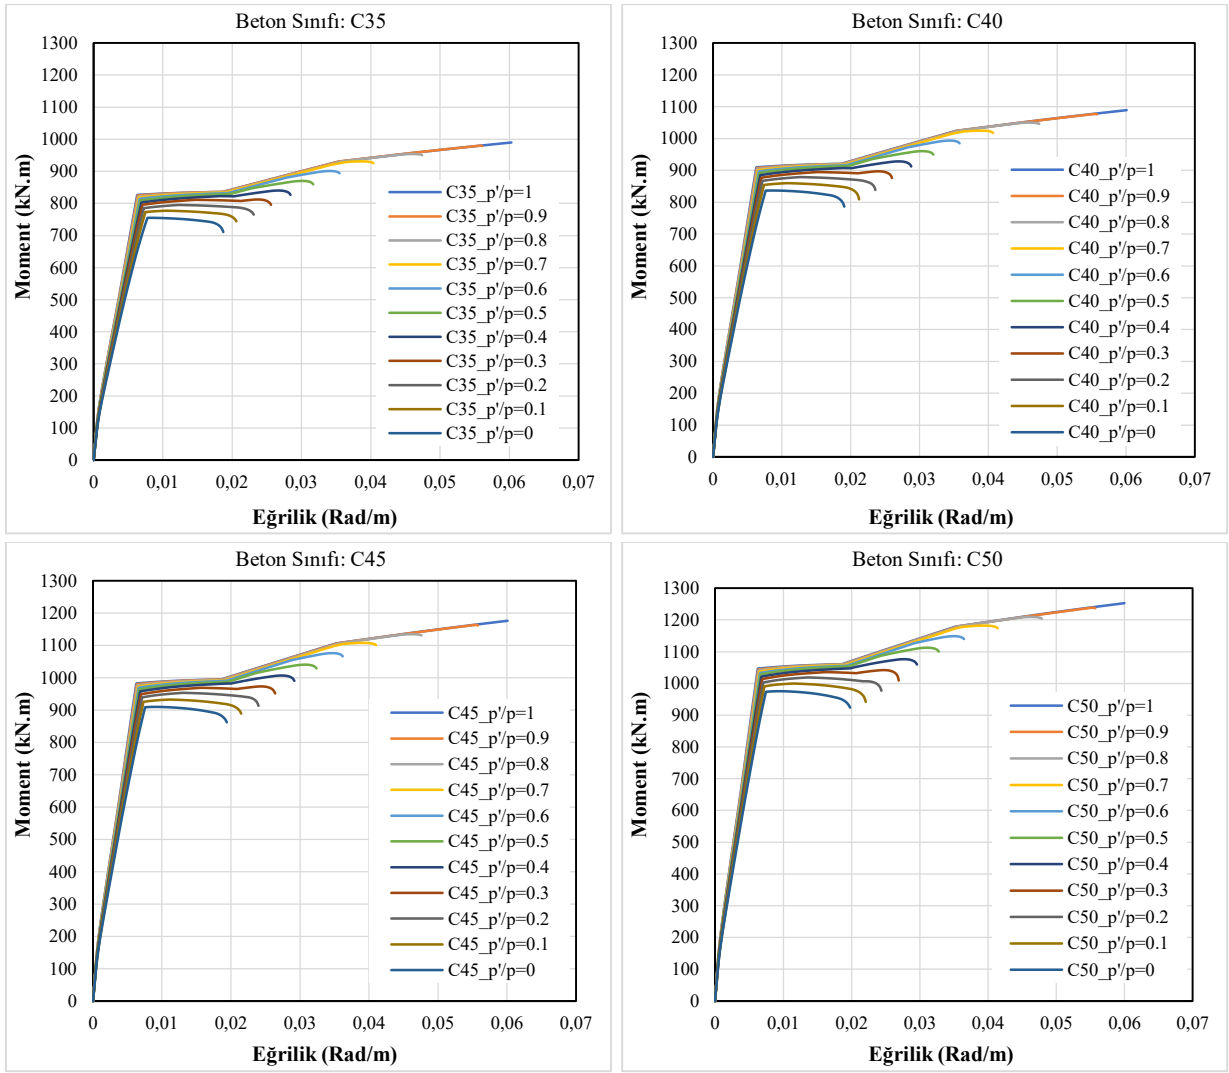 Beton Sınıfı: C35
1300
1200
1100
1000
900
800
700
600
500
400
300
200
100
0
Moment (kN.m)
0 0,01 0,02 0,03 0,04 0,05 0,06 0,07
Eğrilik (Rad/m)
C35_p'/p=1
C35_p'/p=0.9
C35_p'/p=0.8
C35_p'/p=0.7
C35_p'/p=0.6
C35_p'/p=0.5
C35_p'/p=0.4
C35_p'/p=0.3
C35_p'/p=0.2
C35_p'/p=0.1
C35_p'/p=0
Beton Sınıfı: C40
1300
1200
1100
1000
900
800
700
600
500
400
300
200
100
0
Moment (kN.m)
0 0,01 0,02 0,03 0,04 0,05 0,06 0,07
Eğrilik (Rad/m)
C40_p'/p=1
C40_p'/p=0.9
C40_p'/p=0.8
C40_p'/p=0.7
C40_p'/p=0.6
C40_p'/p=0.5
C40_p'/p=0.4
C40_p'/p=0.3
C40_p'/p=0.2
C40_p'/p=0.1
C40_p'/p=0
Beton Sınıfı: C45
1300
1200
1100
1000
900
800
700
600
500
400
300
200
100
0
Moment (kN.m)
0 0,01 0,02 0,03 0,04 0,05 0,06 0,07
Eğrilik (Rad/m)
C45_p'/p=1
C45_p'/p=0.9
C45_p'/p=0.8
C45_p'/p=0.7
C45_p'/p=0.6
C45_p'/p=0.5
C45_p'/p=0.4
C45_p'/p=0.3
C45_p'/p=0.2
C45_p'/p=0.1
C45_p'/p=0
Beton Sınıfı: C50
1300
1200
1100
1000
900
800
700
600
500
400
300
200
100
0
Moment (kN.m)
0 0,01 0,02 0,03 0,04 0,05 0,06 0,07
Eğrilik (Rad/m)
C50_p'/p=1
C50_p'/p=0.9
C50_p'/p=0.8
C50_p'/p=0.7
C50_p'/p=0.6
C50_p'/p=0.5
C50_p'/p=0.4
C50_p'/p=0.3
C50_p'/p=0.2
C50_p'/p=0.1
C50_p'/p=0